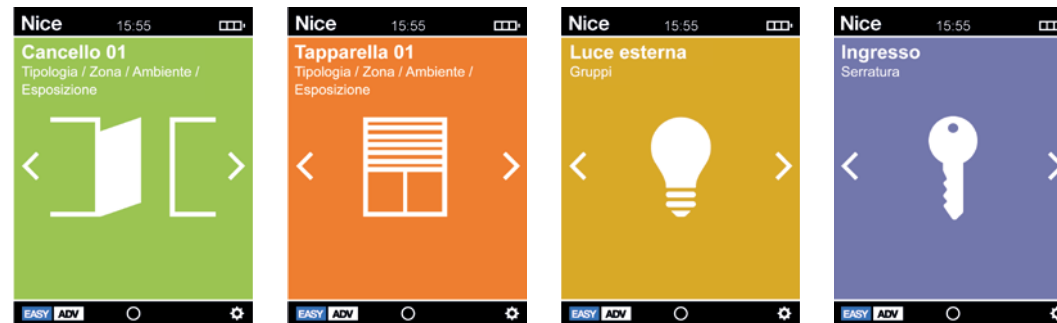 Nice 15:55
Cancello 01
Tipologia / Zona / Ambiente /
Esposizione
EASY ADV
Nice 15:55
Tapparella 01
Tipologia / Zona / Ambiente /
Esposizione
EASY ADV
Nice 15:55
Luce esterna
Gruppi
EASY ADV
Nice 15:55
Ingresso
Serratura
EASY ADV